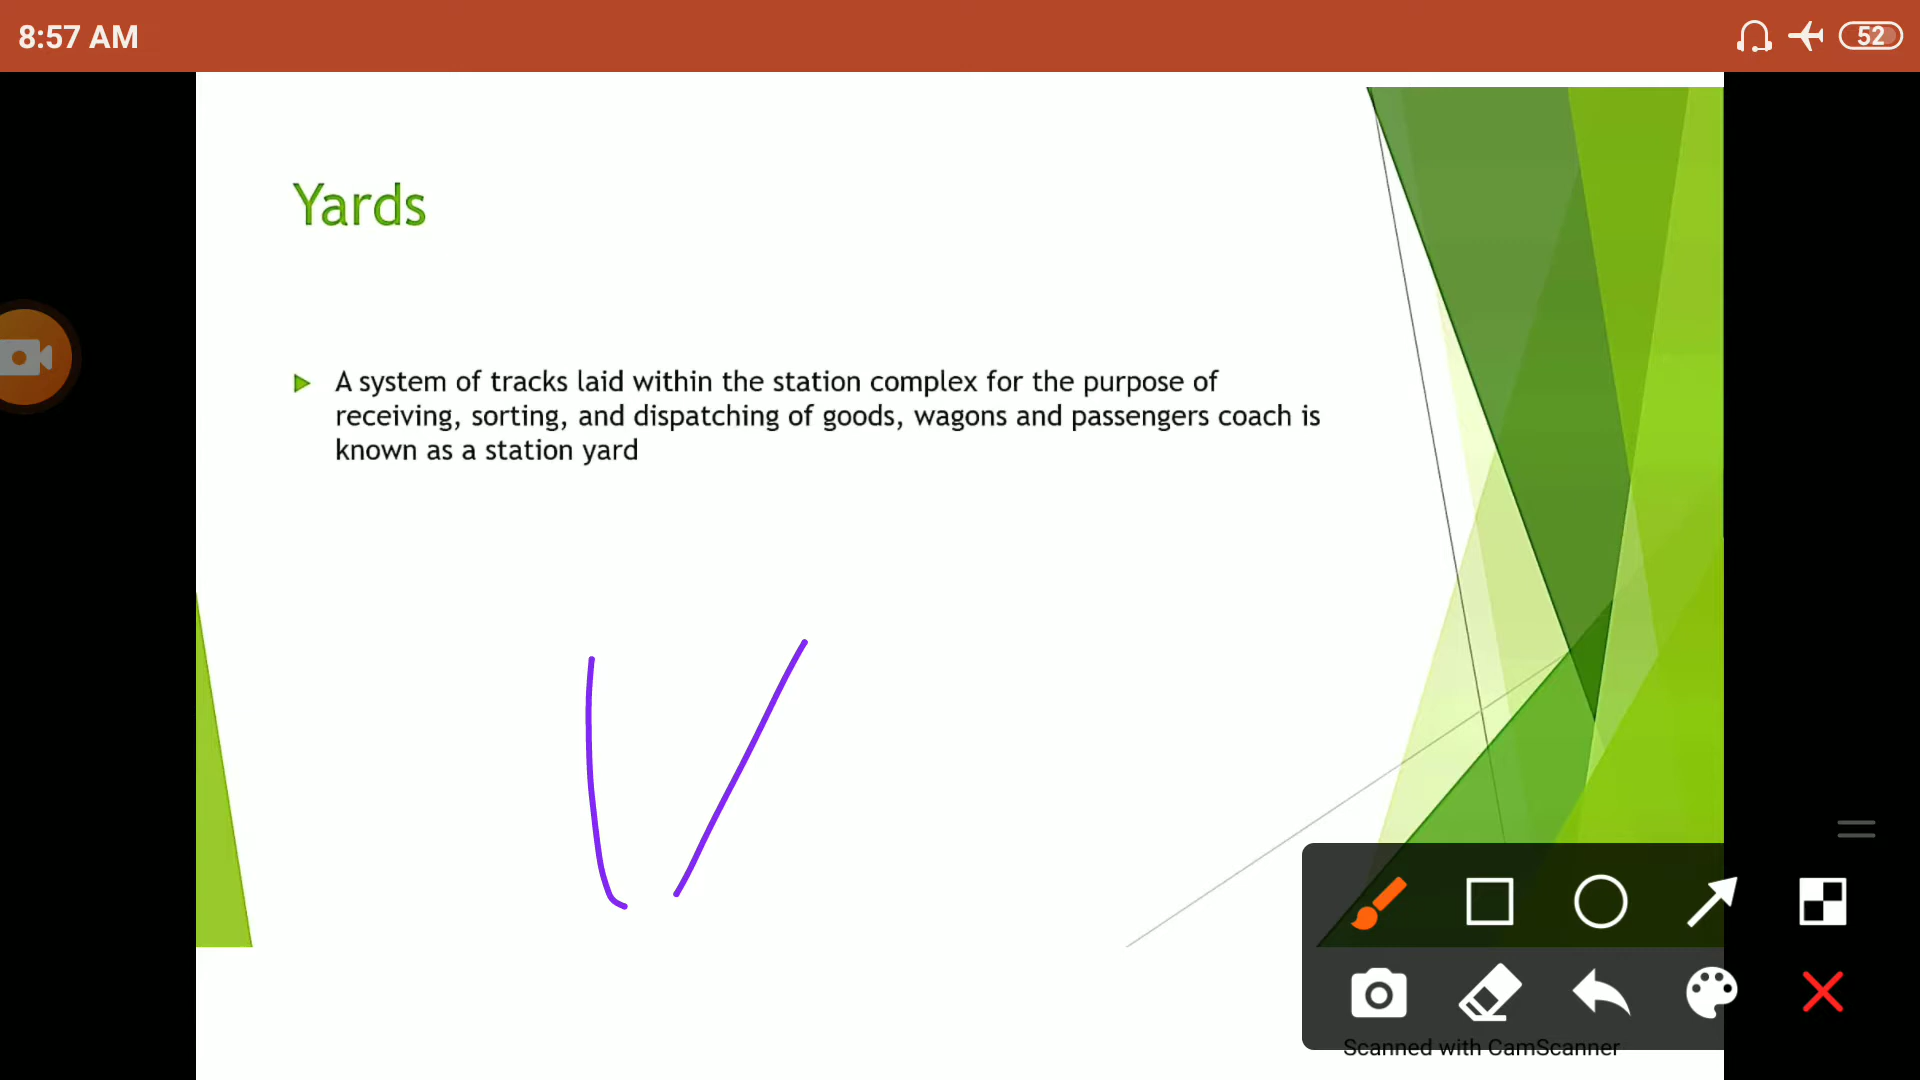 8:57 AM
52
Yards
A system of tracks laid within the station complex for the purpose of
receiving, sorting, and dispatching of goods, wagons and passengers coach is
known as a station yard
Scanned with CamScanner